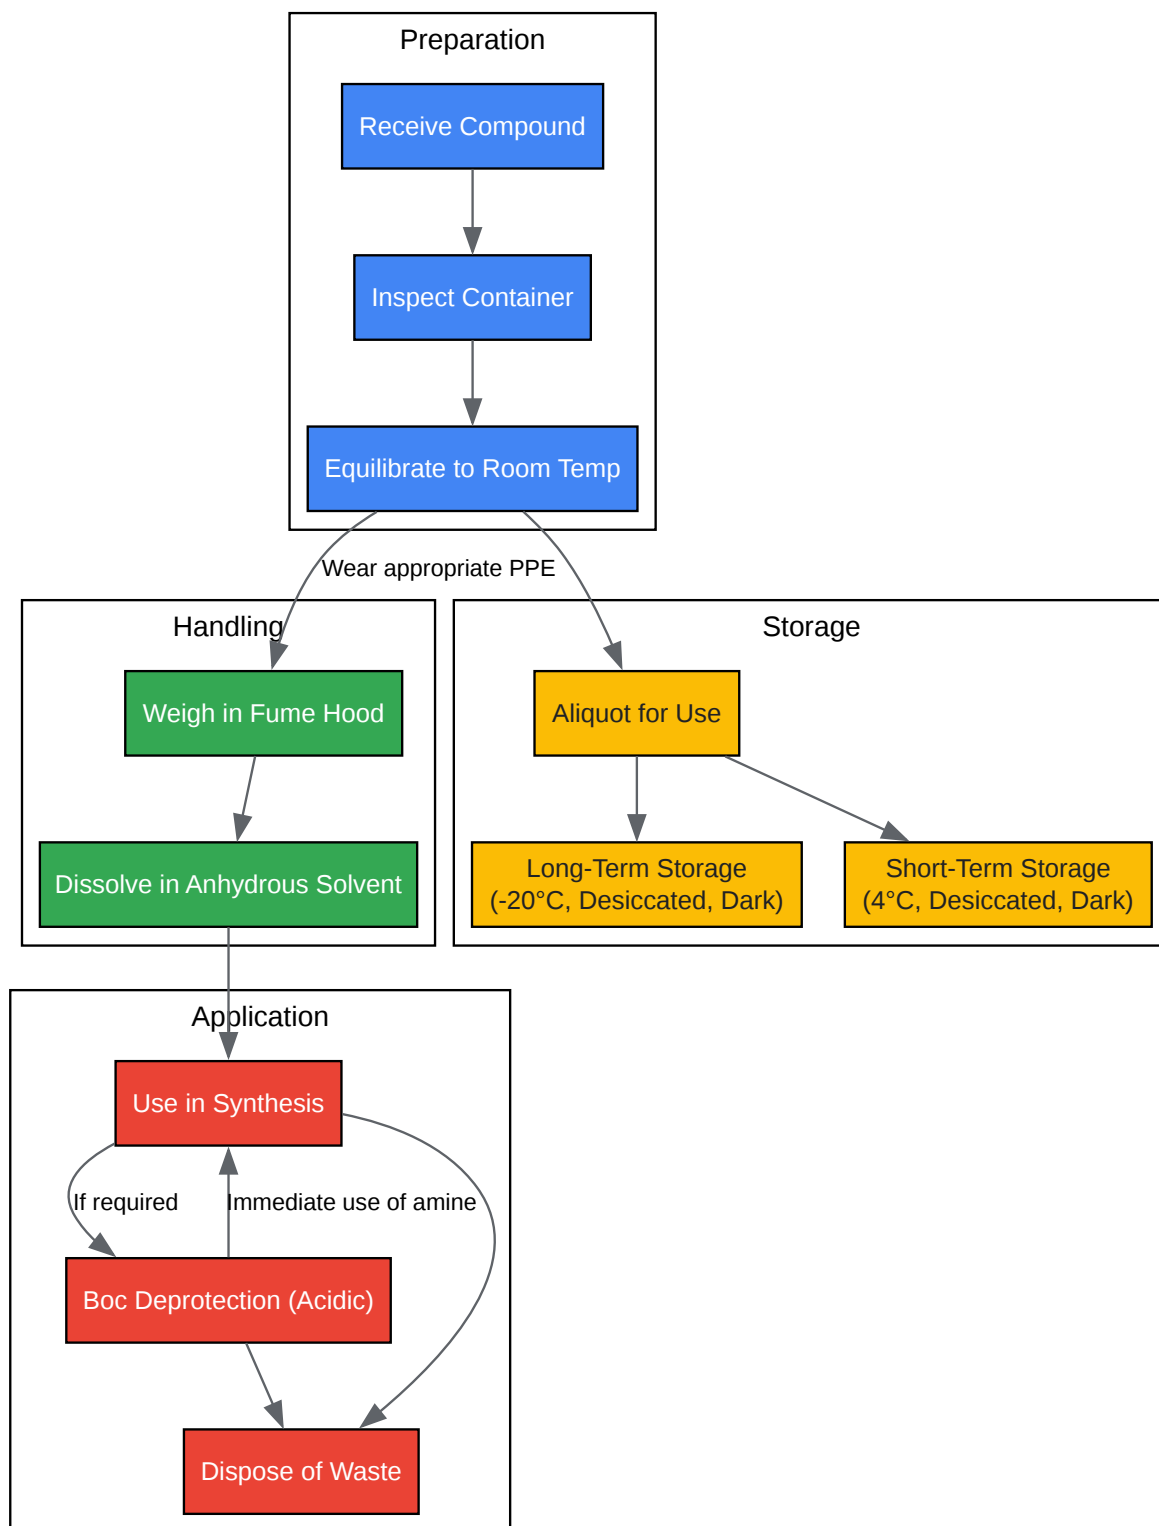 Preparation
Receive Compound
Inspect Container
Equilibrate to Room Temp
Wear appropriate PPE
Handling
Weigh in Fume Hood
Dissolve in Anhydrous Solvent
Storage
Aliquot for Use
Long-Term Storage
(-20°C, Desiccated, Dark)
Short-Term Storage
(4°C, Desiccated, Dark)
Application
Use in Synthesis
If required
Immediate use of amine
Boc Deprotection (Acidic)
Dispose of Waste